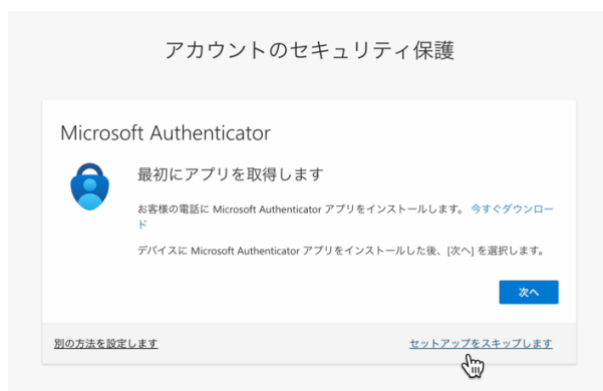 アカウントのセキュリティ保護
Microsoft Authenticator
最初にアプリを取得します
お客様の電話に Microsoft Authenticator アプリをインストールします。 今すぐダウンロー
ド
デバイスに Microsoft Authenticator アプリをインストールした後、[次へ] を選択します。
次へ
別の方法を設定します
セットアップをスキップします